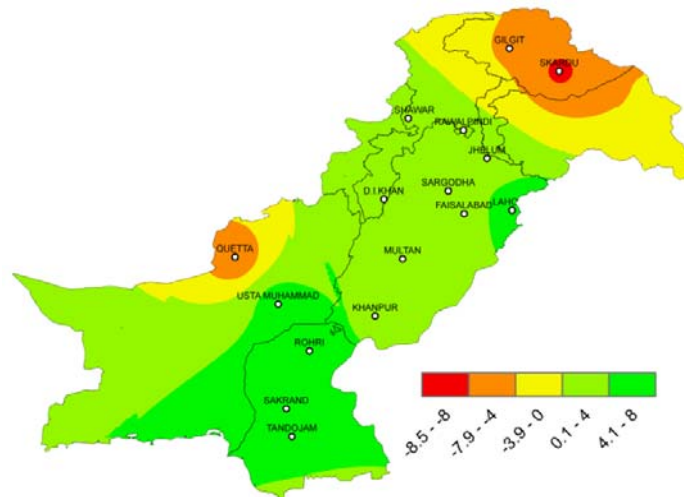 GILGIT
SKARGU
SHAWAR
RAWALPINDI
JHELUM
SARGODHA
D.I.KHAN
FAISALABAD
LAHO
QUETTA
MULTAN
USTA MUHAMMAD
KHANPUR
ROHRI
SAKRAND
TANDOJAM
-8.5 - -8
-7.9 - -4
-3.9 - 0
0.1 - 4
4.1 - 8